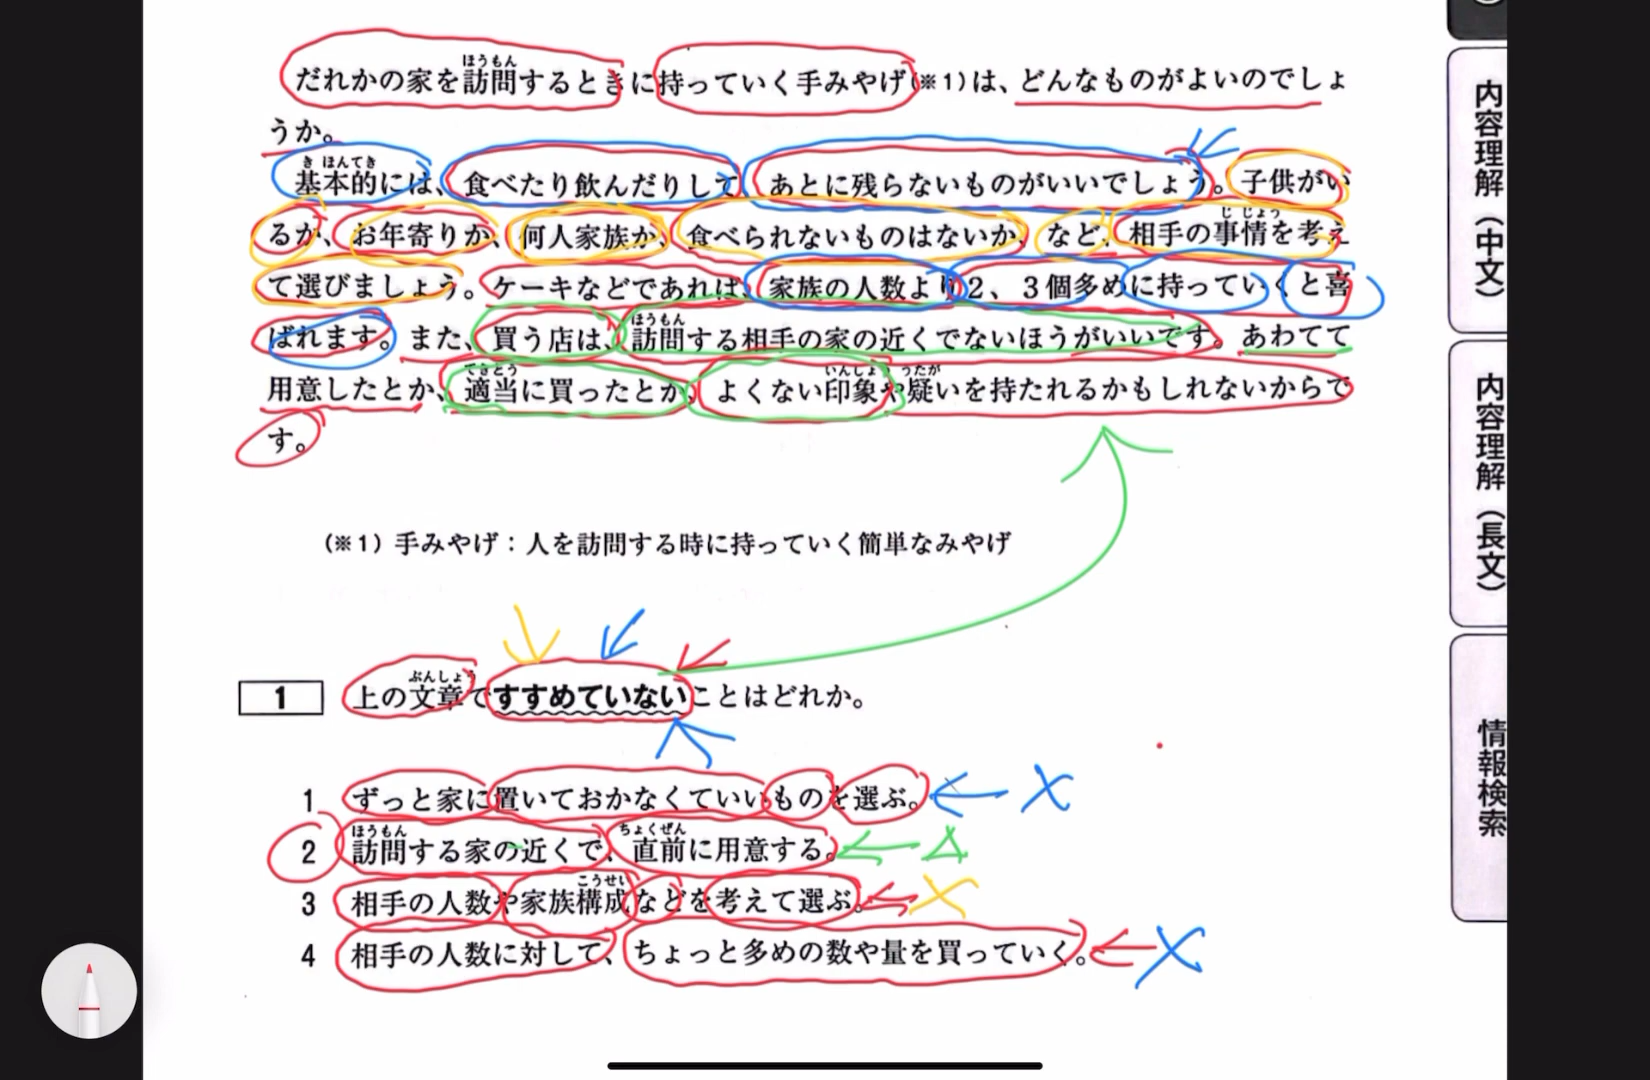 だれかの家を訪問するときに持っていく手みやげ(※1)は、どんなものがよいのでしょ
うか。
基本的には、食べたり飲んだりしてあとに残らないものがいいでしょう。子供がい
るか、お年寄りか、何人家族か、食べられないものはないか、など、相手の事情を考え
て選びましょう。ケーキなどであれば、家族の人数より2、3個多めに持っていくと喜
ばれます。また、買う店は、訪問する相手の家の近くでないほうがいいです。あわてて
用意したとか、適当に買ったとか、よくない印象や疑いを持たれるかもしれないからで
す。
(※1) 手みやげ：人を訪問する時に持っていく簡単なみやげ
1 上の文章ですすめていないことはどれか。
1 ずっと家に置いておかなくていいものを選ぶ。
2 訪問する家の近くで、直前に用意する。
3 相手の人数や家族構成などを考えて選ぶ。
4 相手の人数に対して、ちょっと多めの数や量を買っていく。
内容理解（中文）
内容理解（長文）
情報検索